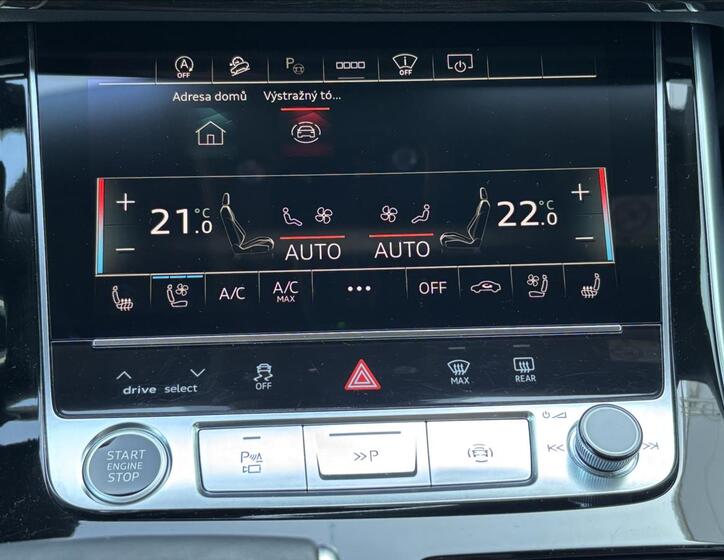 A
OFF
P
OFF
Adresa domů
Výstražný tó...
21.0 °C
22.0 °C
AUTO
AUTO
A/C
A/C
MAX
•••
OFF
drive select
OFF
MAX
REAR
START
ENGINE
STOP
P
>>P